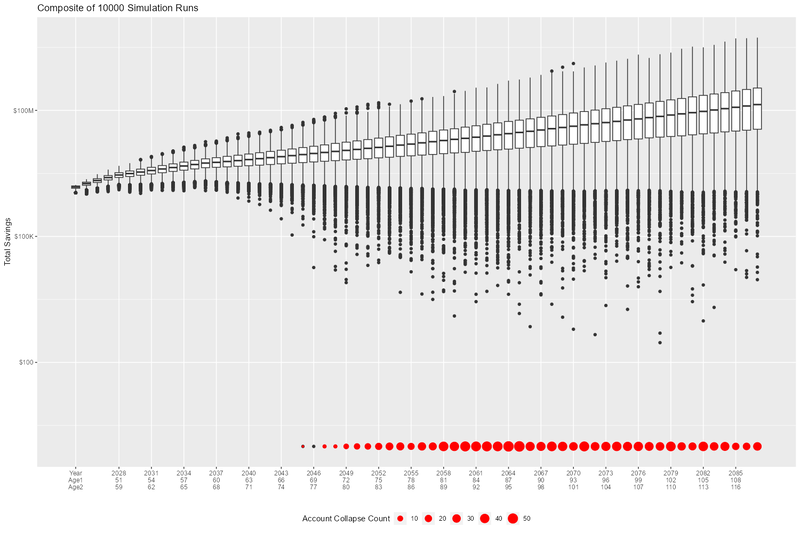 Composite of 10000 Simulation Runs
Total Savings
$100M
$100K
$100
Year 2028 2031 2034 2037 2040 2043 2046 2049 2052 2055 2058 2061 2064 2067 2070 2073 2076 2079 2082 2085
Age1 51 54 57 60 63 66 69 72 75 78 81 84 87 90 93 96 99 102 105 108
Age2 59 62 65 68 71 74 77 80 83 86 89 92 95 98 101 104 107 110 113 116
Account Collapse Count 10 20 30 40 50